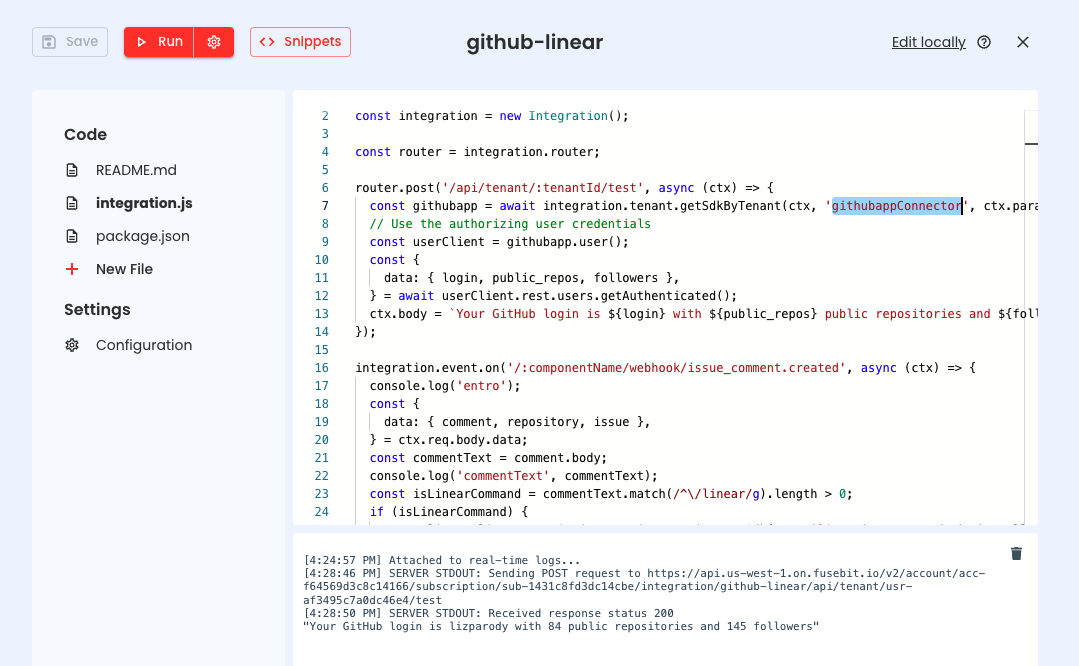 Save
Run
Snippets
github-linear
Edit locally
Code
README.md
integration.js
package.json
New File
Settings
Configuration
2 const integration = new Integration();
3
4 const router = integration.router;
5
6 router.post('/api/tenant/:tenantId/test', async (ctx) => {
7 const githubapp = await integration.tenant.getSdkByTenant(ctx, 'githubappConnector', ctx.para
8 // Use the authorizing user credentials
9 const userClient = githubapp.user();
10 const {
11 data: { login, public_repos, followers },
12 } = await userClient.rest.users.getAuthenticated();
13 ctx.body = `Your GitHub login is ${login} with ${public_repos} public repositories and ${foll
14 });
15
16 integration.event.on('/:componentName/webhook/issue_comment.created', async (ctx) => {
17 console.log('entro');
18 const {
19 data: { comment, repository, issue },
20 } = ctx.req.body.data;
21 const commentText = comment.body;
22 console.log('commentText', commentText);
23 const isLinearCommand = commentText.match(/^\/linear/g).length > 0;
24 if (isLinearCommand) {
[4:24:57 PM] Attached to real-time logs...
[4:28:46 PM] SERVER STDOUT: Sending POST request to https://api.us-west-1.on.fusebit.io/v2/account/acc-
f64569d3c8c14166/subscription/sub-1431c8fd3dc14cbe/integration/github-linear/api/tenant/usr-
af3495c7a0dc46e4/test
[4:28:50 PM] SERVER STDOUT: Received response status 200
"Your GitHub login is lizparody with 84 public repositories and 145 followers"